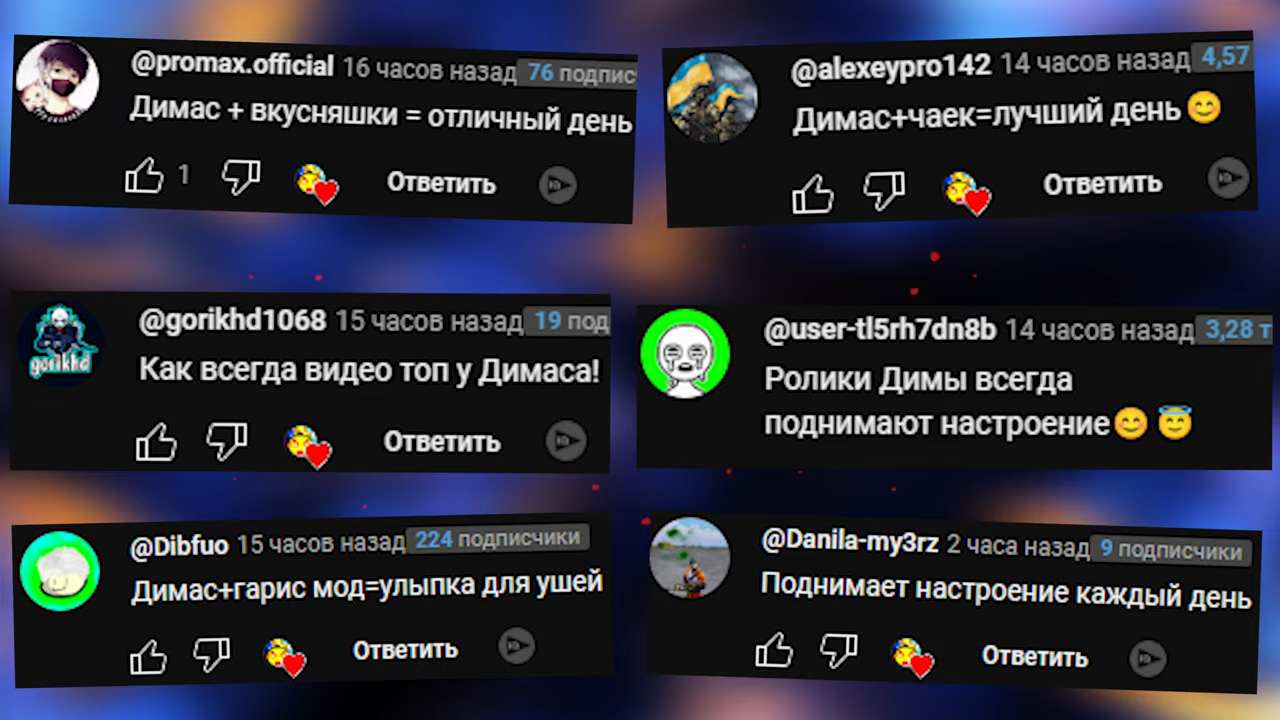 @promax.official 16 часов назад 76 подпис
Димас + вкусняшки = отличный день
1 Ответить
@alexeypro142 14 часов назад 4,57
Димас+чаек=лучший день 😊
Ответить
gorikhd
@gorikhd1068 15 часов назад 19 под
Как всегда видео топ у Димаса!
Ответить
@user-tl5rh7dn8b 14 часов назад 3,28 т
Ролики Димы всегда
поднимают настроение😊 😇
@Dibfuo 15 часов назад 224 подписчики
Димас+гарис мод=улыпка для ушей
Ответить
@Danila-my3rz 2 часа назад 9 подписчики
Поднимает настроение каждый день
Ответить